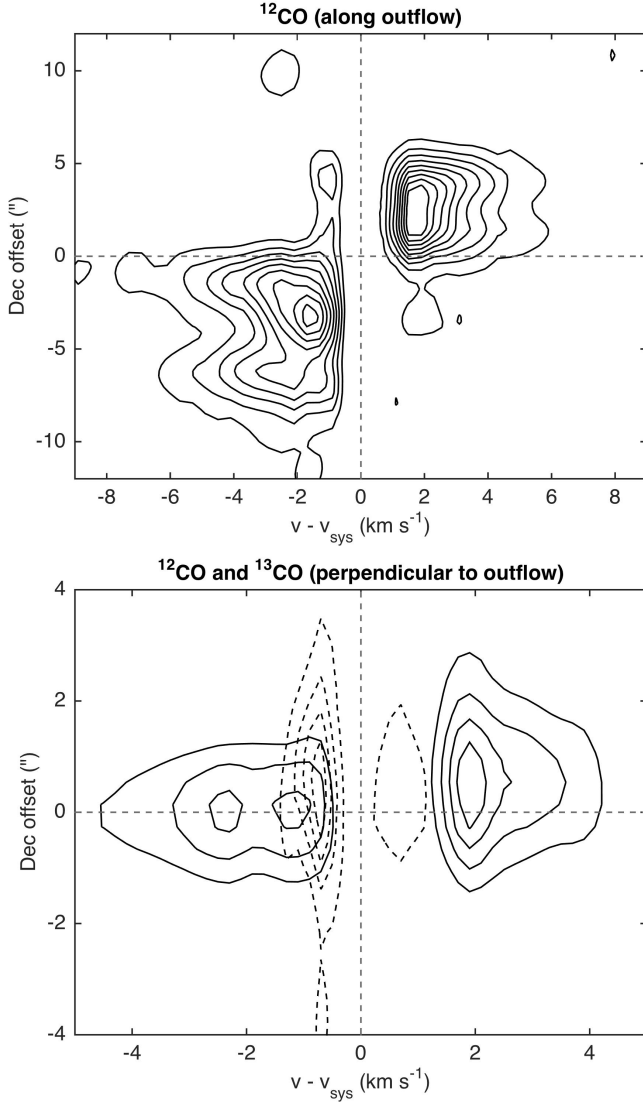 ¹²CO (along outflow)
10
5
0
-5
-10
Dec offset (")
-8 -6 -4 -2 0 2 4 6 8
v - v_sys (km s⁻¹)
¹²CO and ¹³CO (perpendicular to outflow)
4
2
0
-2
-4
Dec offset (")
-4 -2 0 2 4
v - v_sys (km s⁻¹)